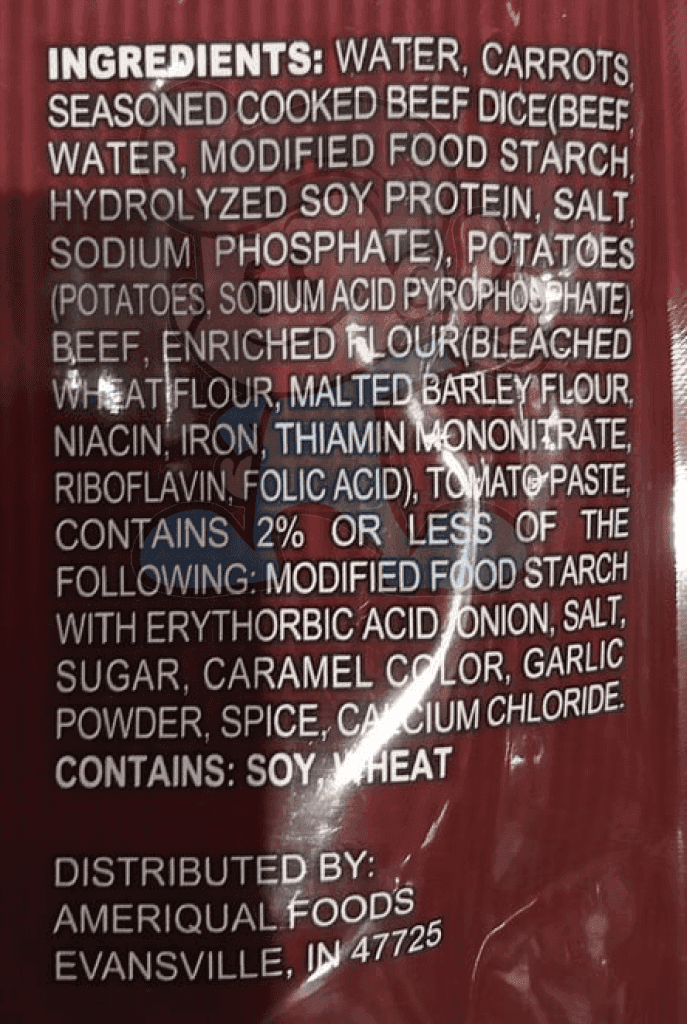 INGREDIENTS: WATER, CARROTS,
SEASONED COOKED BEEF DICE(BEEF,
WATER, MODIFIED FOOD STARCH,
HYDROLYZED SOY PROTEIN, SALT,
SODIUM PHOSPHATE), POTATOES
(POTATOES, SODIUM ACID PYROPHOSPHATE),
BEEF, ENRICHED FLOUR(BLEACHED
WHEAT FLOUR, MALTED BARLEY FLOUR,
NIACIN, IRON, THIAMIN MONONITRATE,
RIBOFLAVIN, FOLIC ACID), TOMATO PASTE,
CONTAINS 2% OR LESS OF THE
FOLLOWING: MODIFIED FOOD STARCH
WITH ERYTHORBIC ACID, ONION, SALT,
SUGAR, CARAMEL COLOR, GARLIC
POWDER, SPICE, CALCIUM CHLORIDE.
CONTAINS: SOY, WHEAT
DISTRIBUTED BY:
AMERIQUAL FOODS
EVANSVILLE, IN 47725